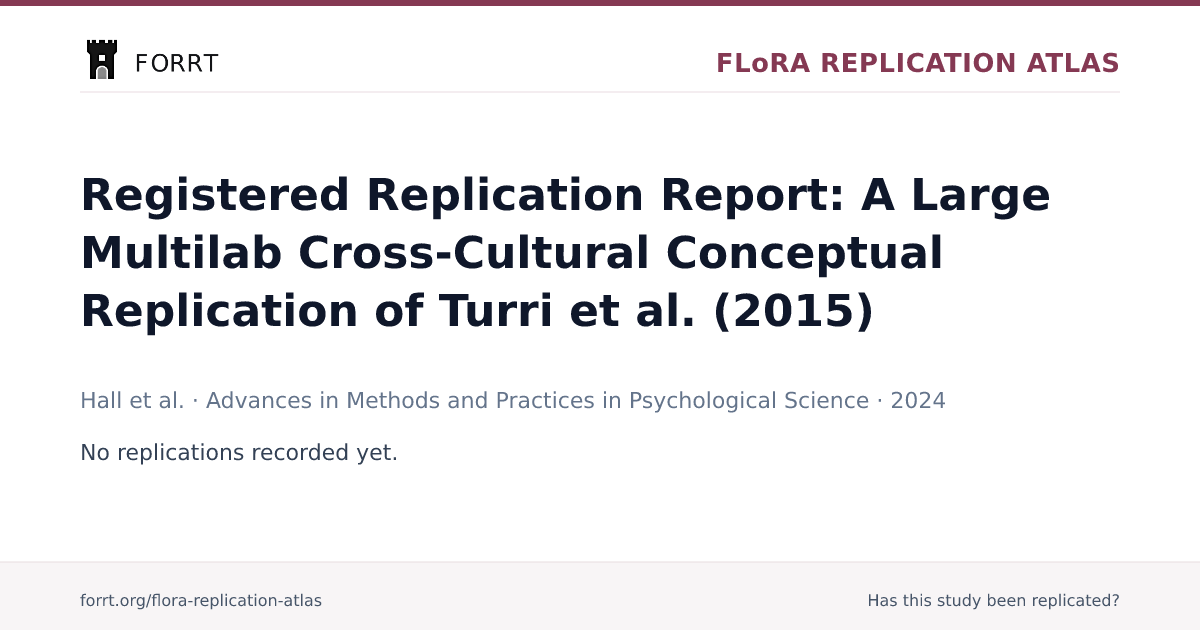 FORRT
FLoRA REPLICATION ATLAS
Registered Replication Report: A Large
Multilab Cross-Cultural Conceptual
Replication of Turri et al. (2015)
Hall et al. · Advances in Methods and Practices in Psychological Science · 2024
No replications recorded yet.
forrt.org/flora-replication-atlas
Has this study been replicated?